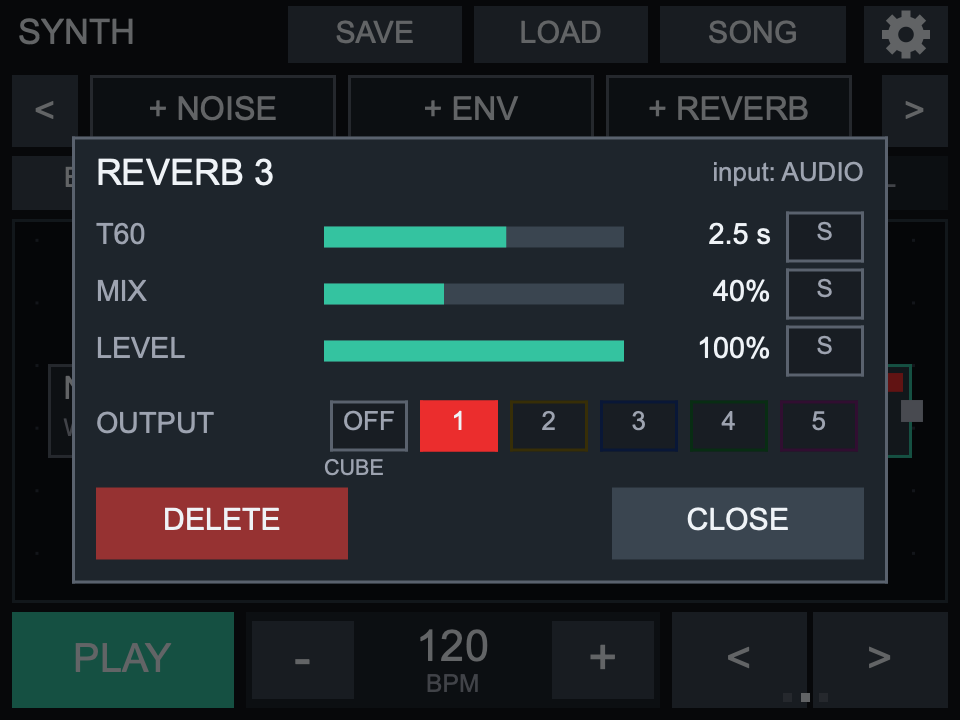 SYNTH SAVE LOAD SONG
< + NOISE + ENV + REVERB >
REVERB 3 input: AUDIO
T60 2.5 s S
MIX 40% S
LEVEL 100% S
OUTPUT OFF 1 2 3 4 5
CUBE
DELETE CLOSE
PLAY - 120 + < >
BPM